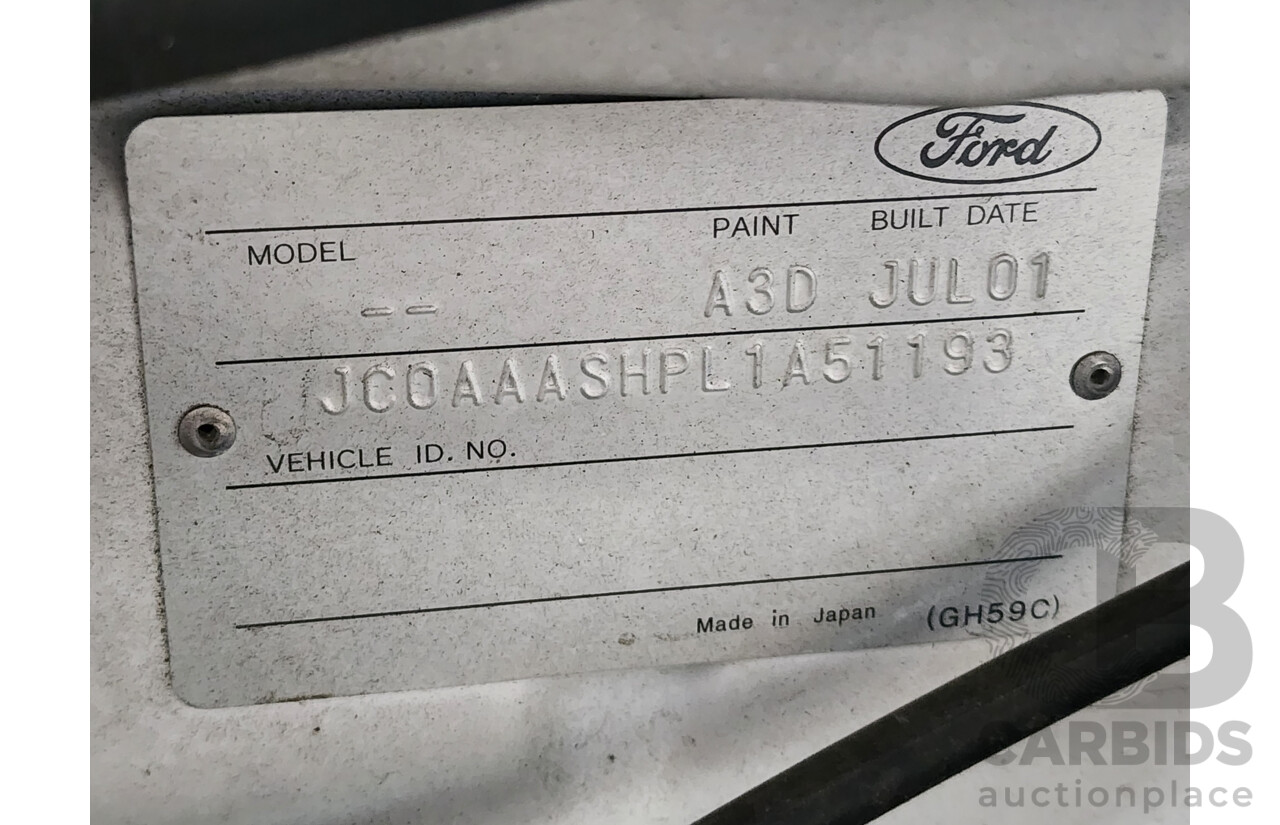 Ford
MODEL PAINT BUILT DATE
-- A3D JUL01
JC0AAASHPL1A51193
VEHICLE ID. NO.
Made in Japan (GH59C)
B
CARBIDS
auctionplace